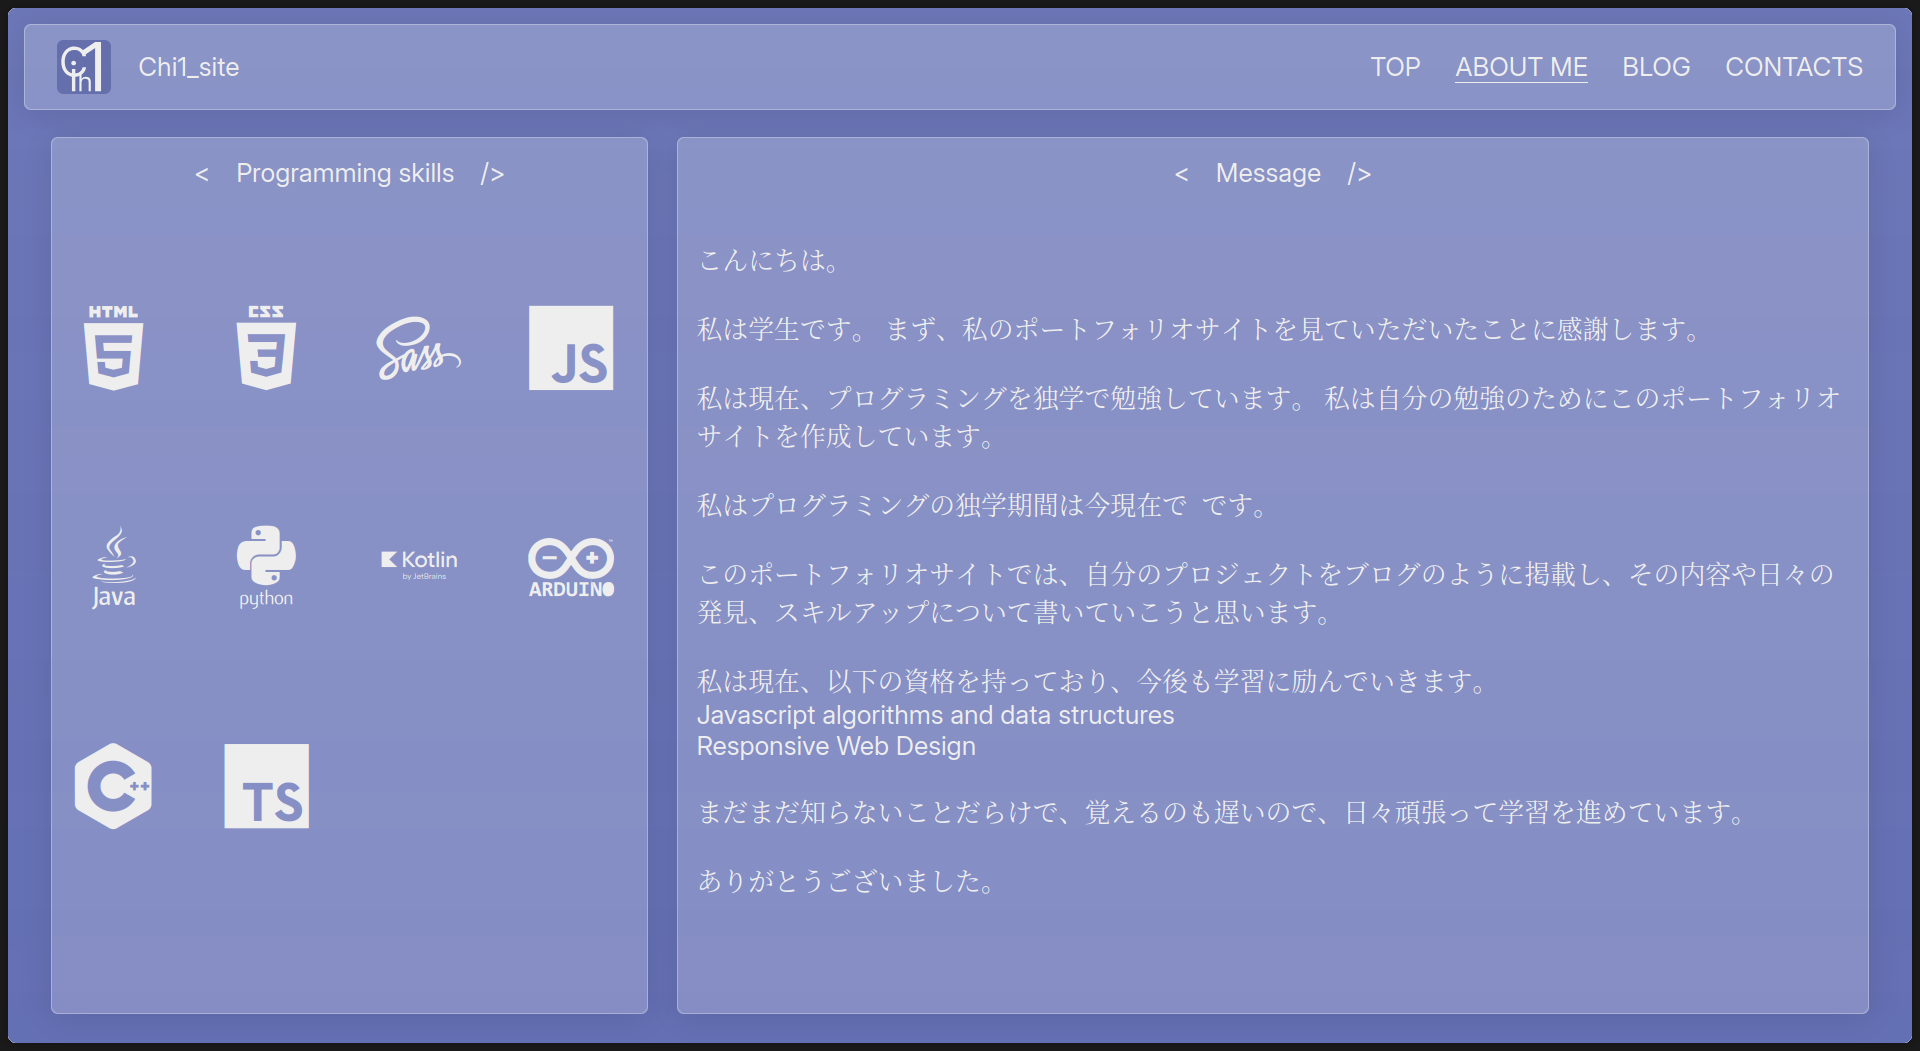 Chi1_site
TOP
ABOUT ME
BLOG
CONTACTS
< Programming skills />
HTML
5
CSS
3
Sass
JS
Java
python
Kotlin
by JetBrains
ARDUINO
C++
TS
< Message />
こんにちは。
私は学生です。 まず、私のポートフォリオサイトを見ていただいたことに感謝します。
私は現在、プログラミングを独学で勉強しています。 私は自分の勉強のためにこのポートフォリオ
サイトを作成しています。
私はプログラミングの独学期間は今現在で です。
このポートフォリオサイトでは、自分のプロジェクトをブログのように掲載し、その内容や日々の
発見、スキルアップについて書いていこうと思います。
私は現在、以下の資格を持っており、今後も学習に励んでいきます。
Javascript algorithms and data structures
Responsive Web Design
まだまだ知らないことだらけで、覚えるのも遅いので、日々頑張って学習を進めています。
ありがとうございました。